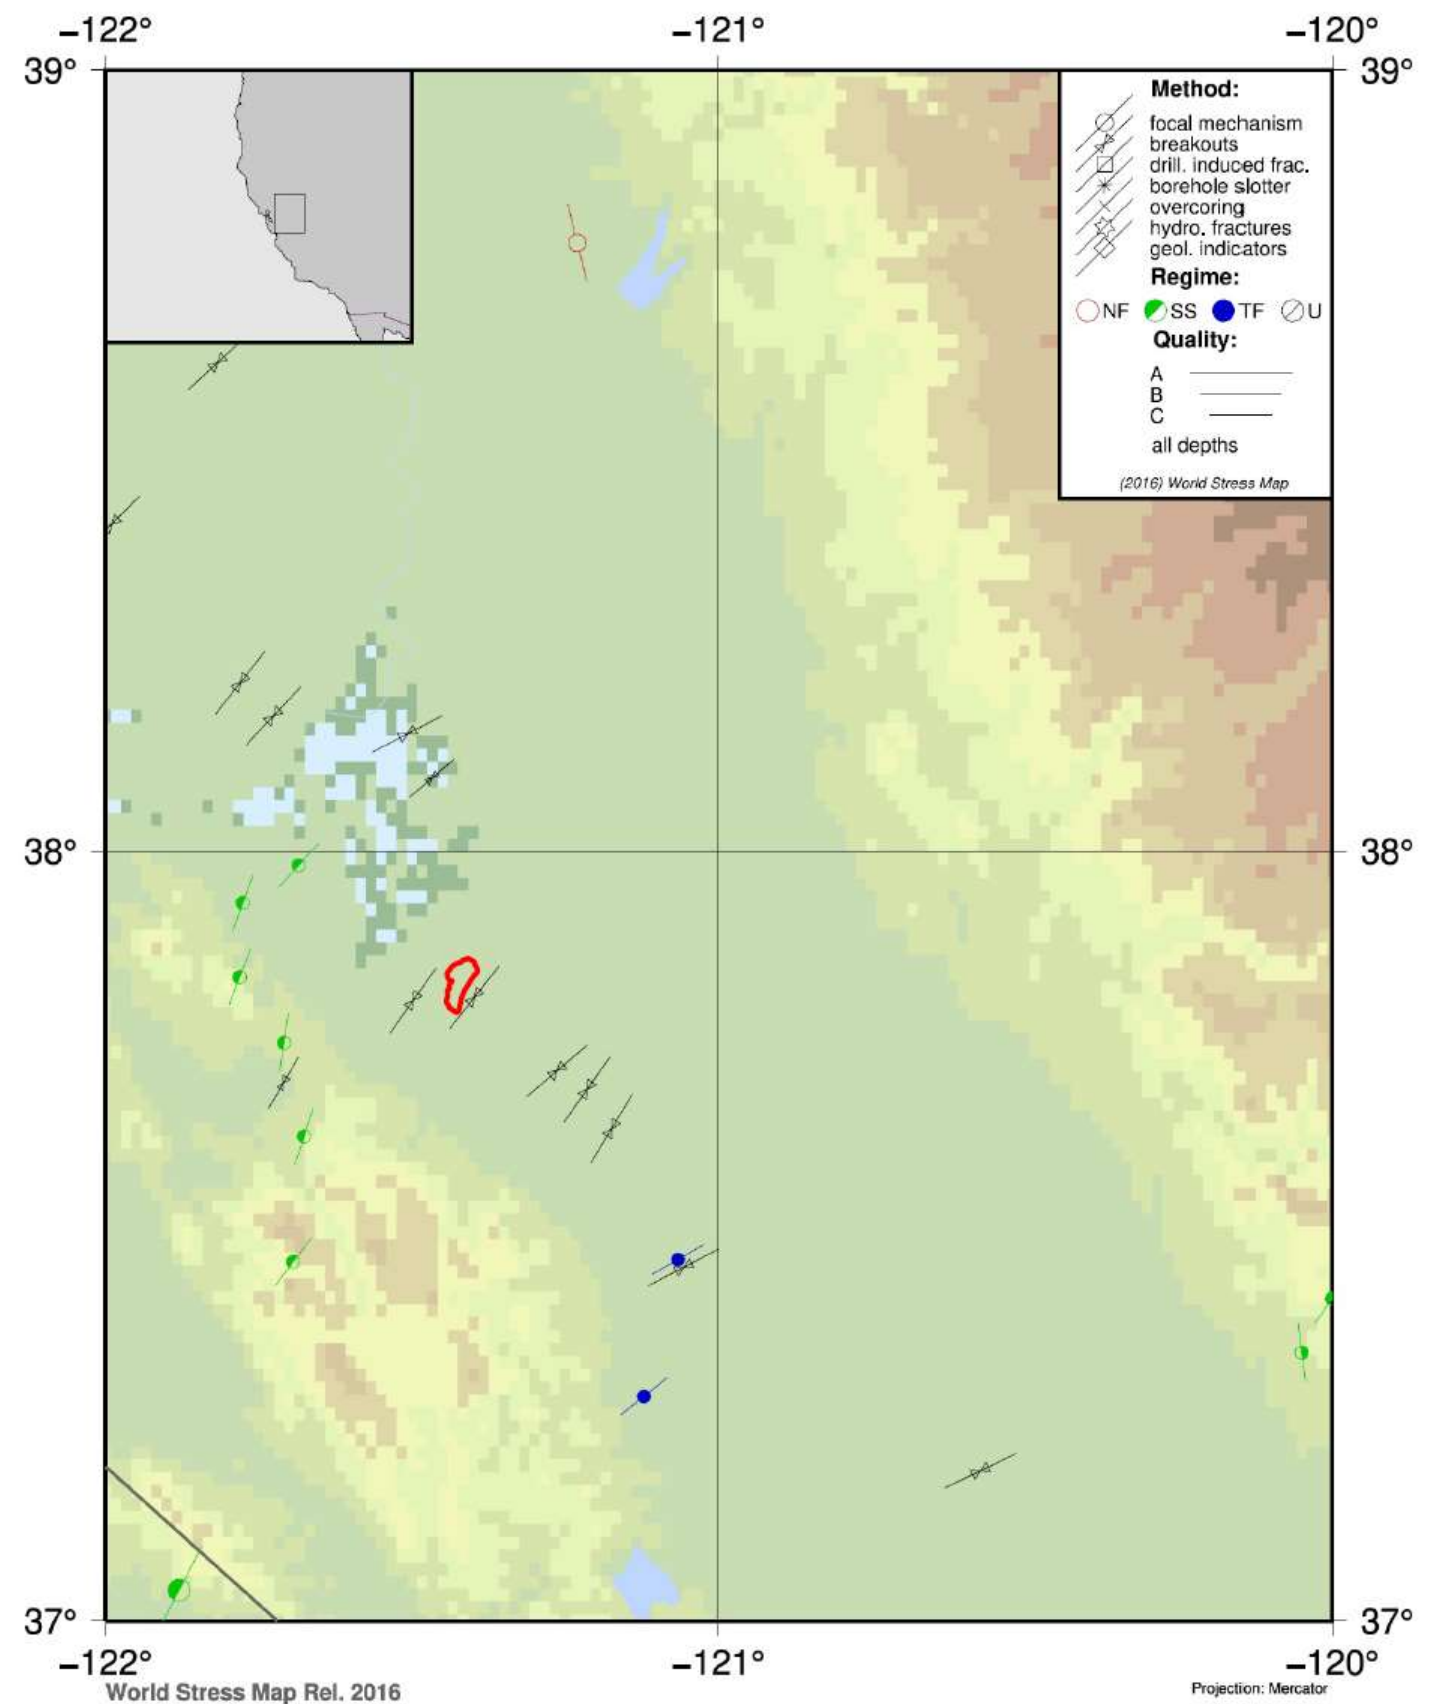 −122° −121° −120°
39° 39°
Method:
focal mechanism
breakouts
drill. induced frac.
borehole slotter
overcoring
hydro. fractures
geol. indicators
Regime:
NF SS TF U
Quality:
A
B
C
all depths
(2016) World Stress Map
38° 38°
37° 37°
−122° −121° −120°
World Stress Map Rel. 2016
Projection: Mercator